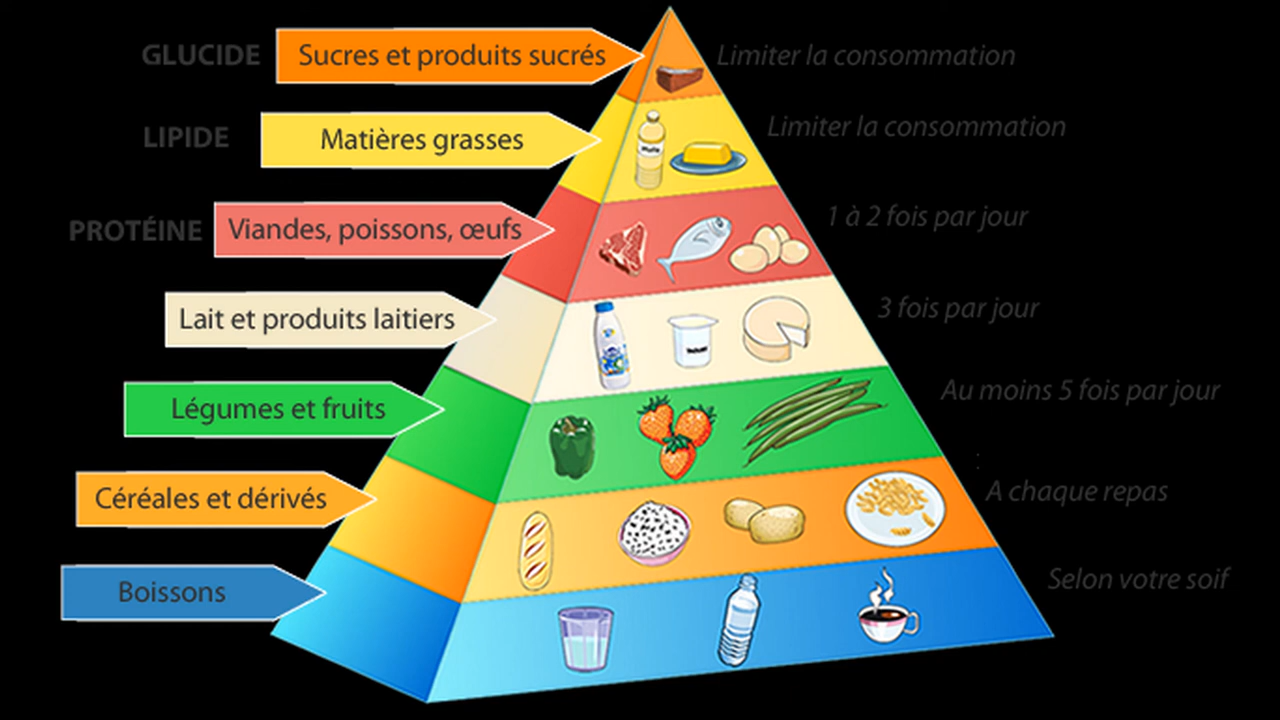 GLUCIDE Sucres et produits sucrés Limiter la consommation
LIPIDE Matières grasses Limiter la consommation
PROTÉINE Viandes, poissons, œufs 1 à 2 fois par jour
Lait et produits laitiers 3 fois par jour
Légumes et fruits Au moins 5 fois par jour
Céréales et dérivés A chaque repas
Boissons Selon votre soif